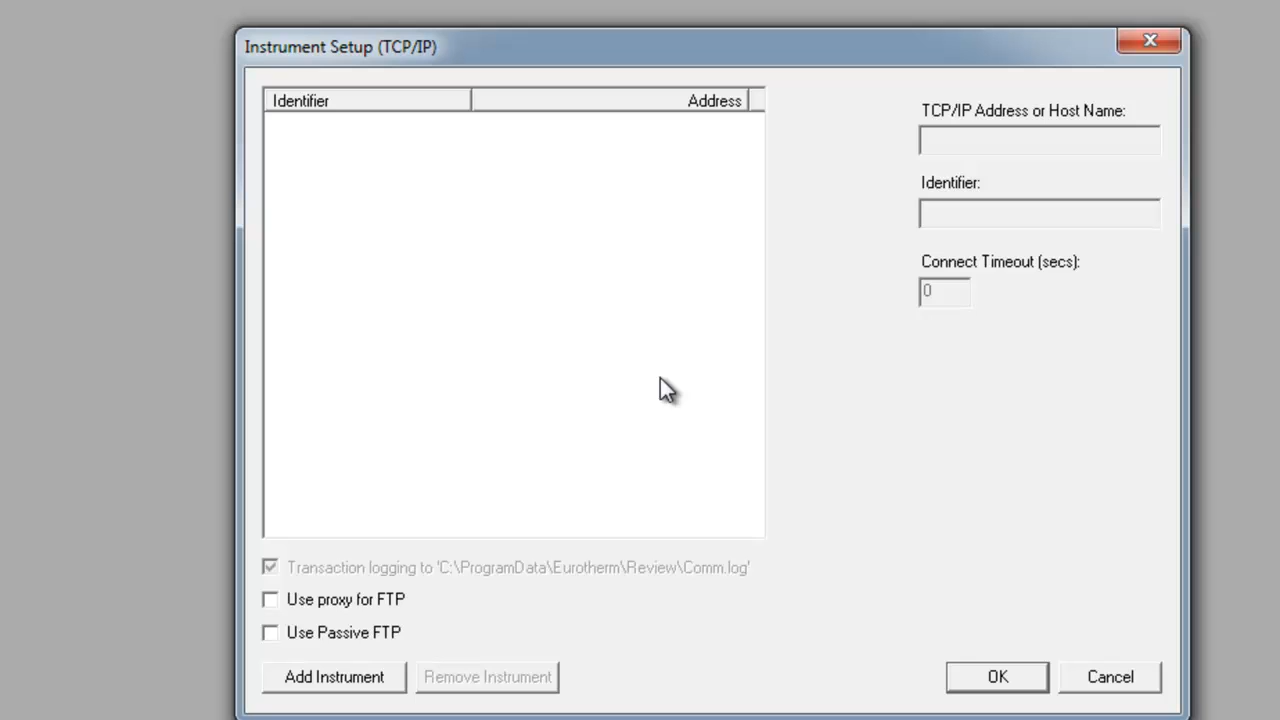 Instrument Setup (TCP/IP)
Identifier
Address
TCP/IP Address or Host Name:
Identifier:
Connect Timeout (secs):
0
Transaction logging to 'C:\ProgramData\Eurotherm\Review\Comm.log'
Use proxy for FTP
Use Passive FTP
Add Instrument
Remove Instrument
OK
Cancel